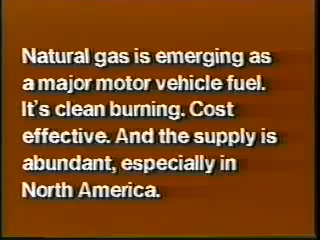 Natural gas is emerging as
a major motor vehicle fuel.
It's clean burning. Cost
effective. And the supply is
abundant, especially in
North America.